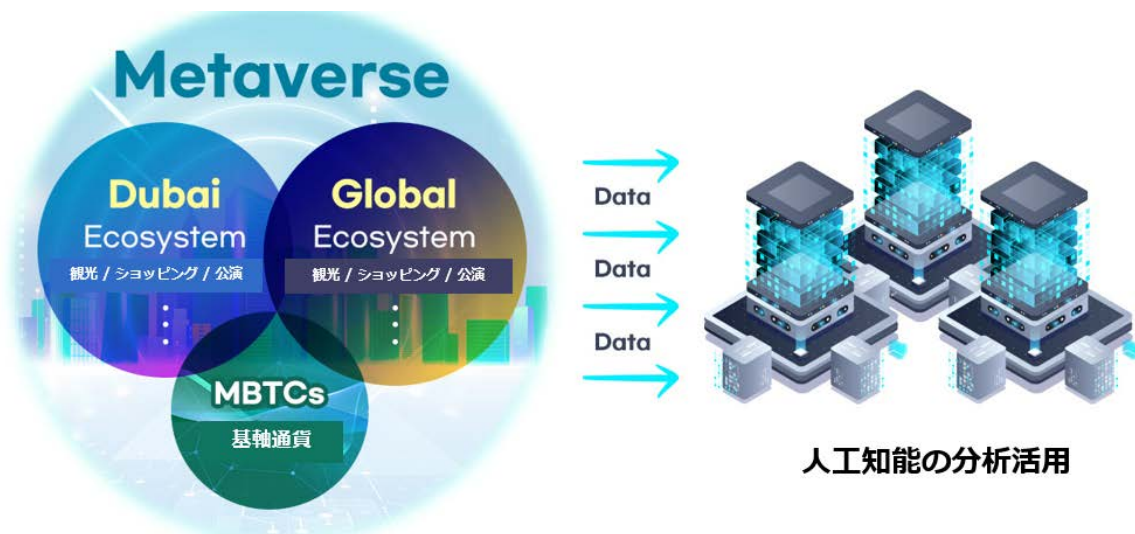 Metaverse
Dubai
Ecosystem
観光 / ショッピング / 公演
Global
Ecosystem
観光 / ショッピング / 公演
MBTCs
基軸通貨
Data
Data
Data
人工知能の分析活用